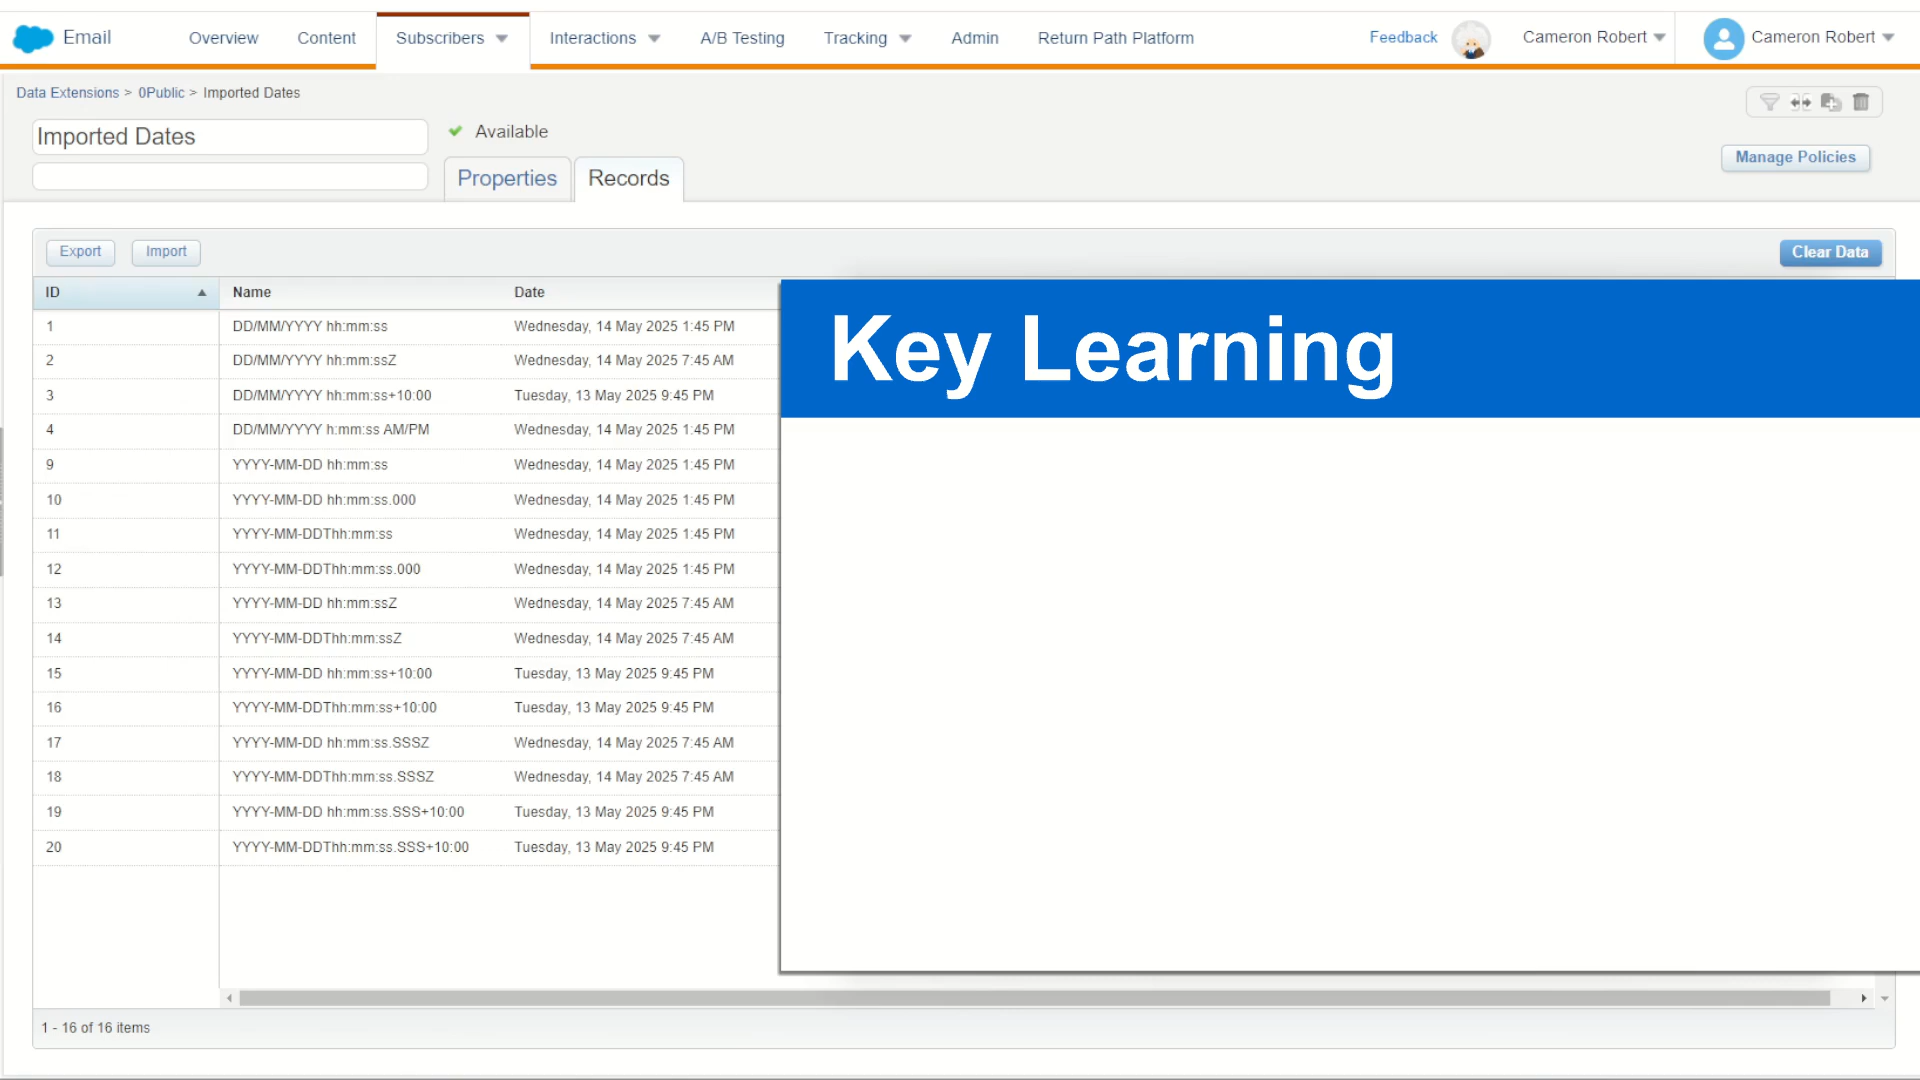 Email
Overview
Content
Subscribers
Interactions
A/B Testing
Tracking
Admin
Return Path Platform
Feedback
Cameron Robert
Cameron Robert
Data Extensions > 0Public > Imported Dates
Imported Dates
Available
Properties
Records
Manage Policies
Export
Import
Clear Data
ID Name Date
1 DD/MM/YYYY hh:mm:ss Wednesday, 14 May 2025 1:45 PM
2 DD/MM/YYYY hh:mm:ssZ Wednesday, 14 May 2025 7:45 AM
3 DD/MM/YYYY hh:mm:ss+10:00 Tuesday, 13 May 2025 9:45 PM
4 DD/MM/YYYY h:mm:ss AM/PM Wednesday, 14 May 2025 1:45 PM
9 YYYY-MM-DD hh:mm:ss Wednesday, 14 May 2025 1:45 PM
10 YYYY-MM-DD hh:mm:ss.000 Wednesday, 14 May 2025 1:45 PM
11 YYYY-MM-DDThh:mm:ss Wednesday, 14 May 2025 1:45 PM
12 YYYY-MM-DDThh:mm:ss.000 Wednesday, 14 May 2025 1:45 PM
13 YYYY-MM-DD hh:mm:ssZ Wednesday, 14 May 2025 7:45 AM
14 YYYY-MM-DDThh:mm:ssZ Wednesday, 14 May 2025 7:45 AM
15 YYYY-MM-DD hh:mm:ss+10:00 Tuesday, 13 May 2025 9:45 PM
16 YYYY-MM-DDThh:mm:ss+10:00 Tuesday, 13 May 2025 9:45 PM
17 YYYY-MM-DD hh:mm:ss.SSSZ Wednesday, 14 May 2025 7:45 AM
18 YYYY-MM-DDThh:mm:ss.SSSZ Wednesday, 14 May 2025 7:45 AM
19 YYYY-MM-DD hh:mm:ss.SSS+10:00 Tuesday, 13 May 2025 9:45 PM
20 YYYY-MM-DDThh:mm:ss.SSS+10:00 Tuesday, 13 May 2025 9:45 PM
Key Learning
1 - 16 of 16 items